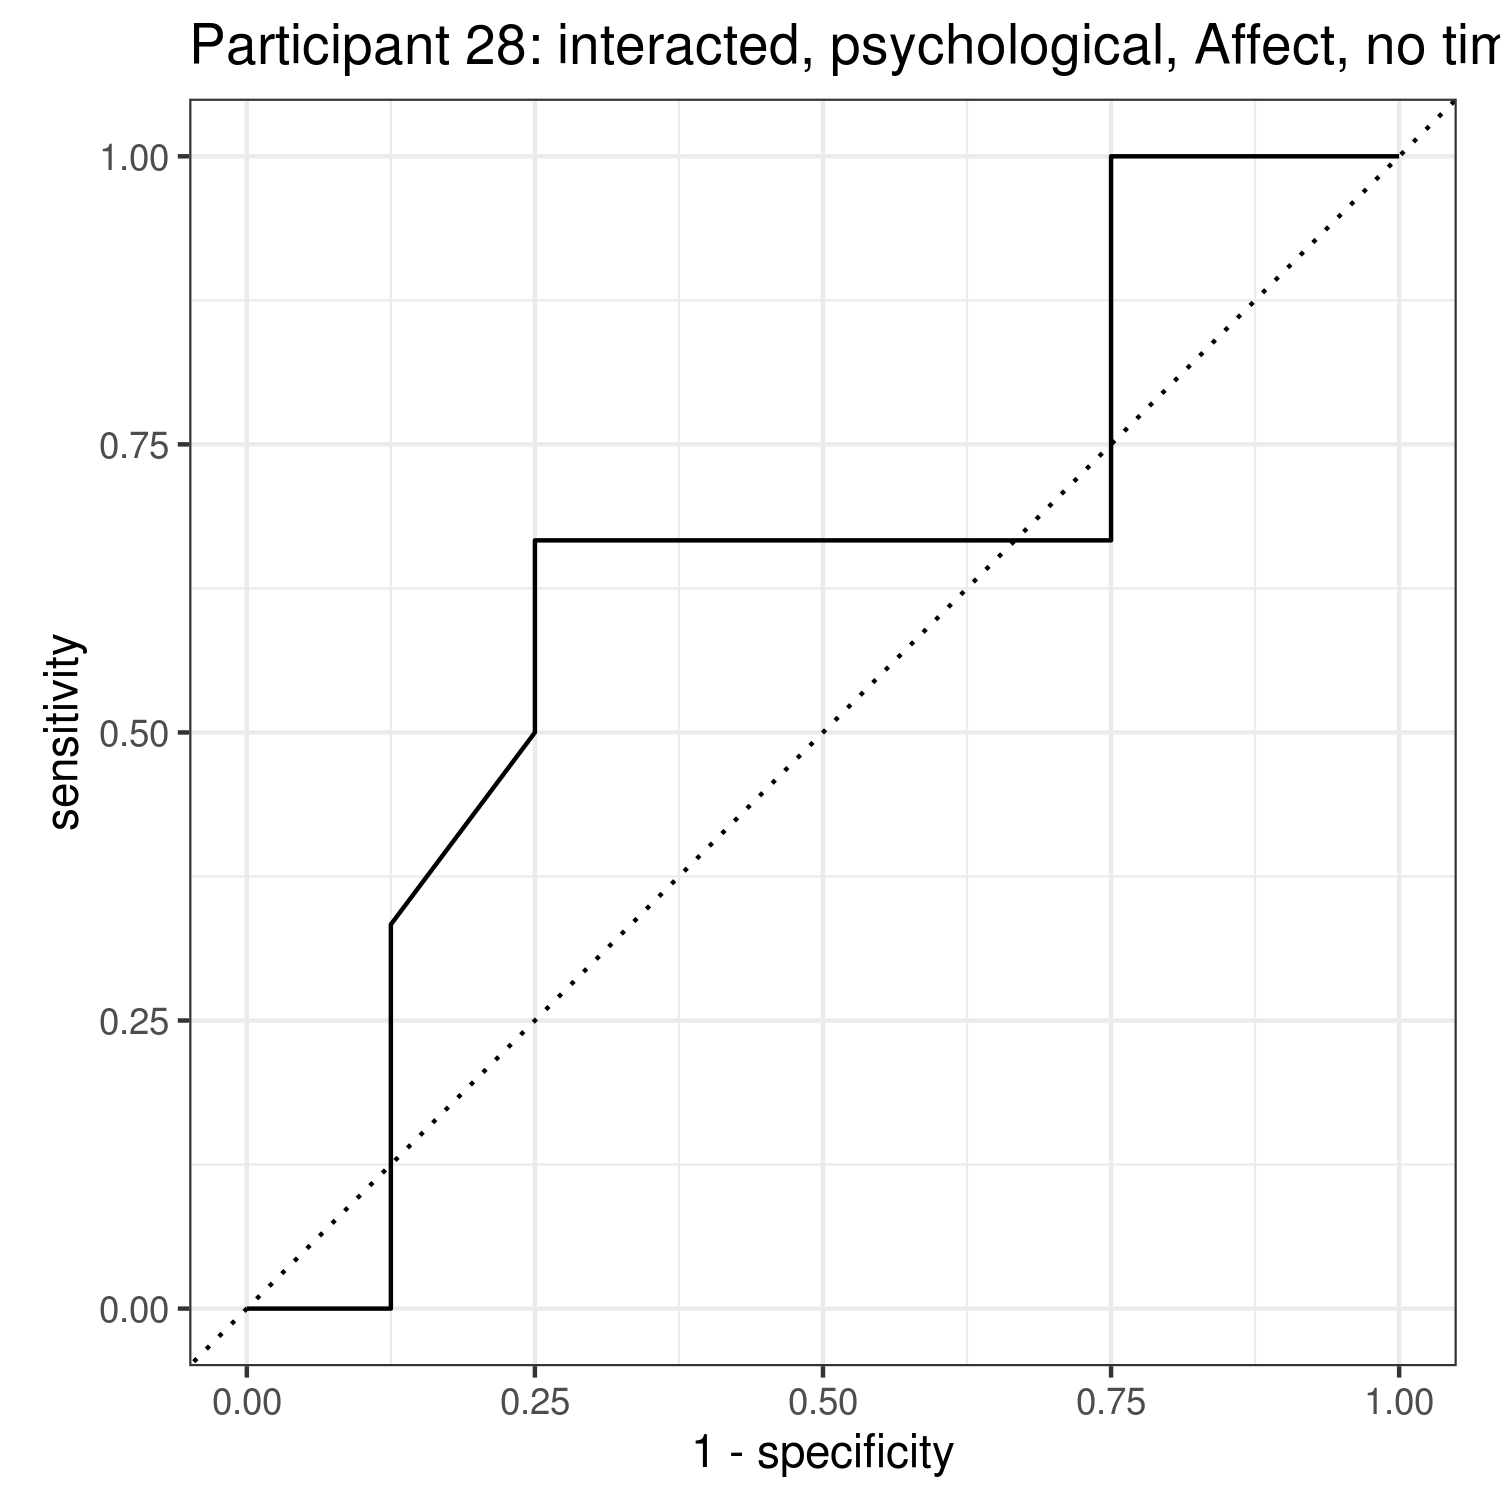 Participant 28: interacted, psychological, Affect, no
1.00
0.75
0.50
0.25
0.00
sensitivity
0.00 0.25 0.50 0.75 1.00
1 - specificity